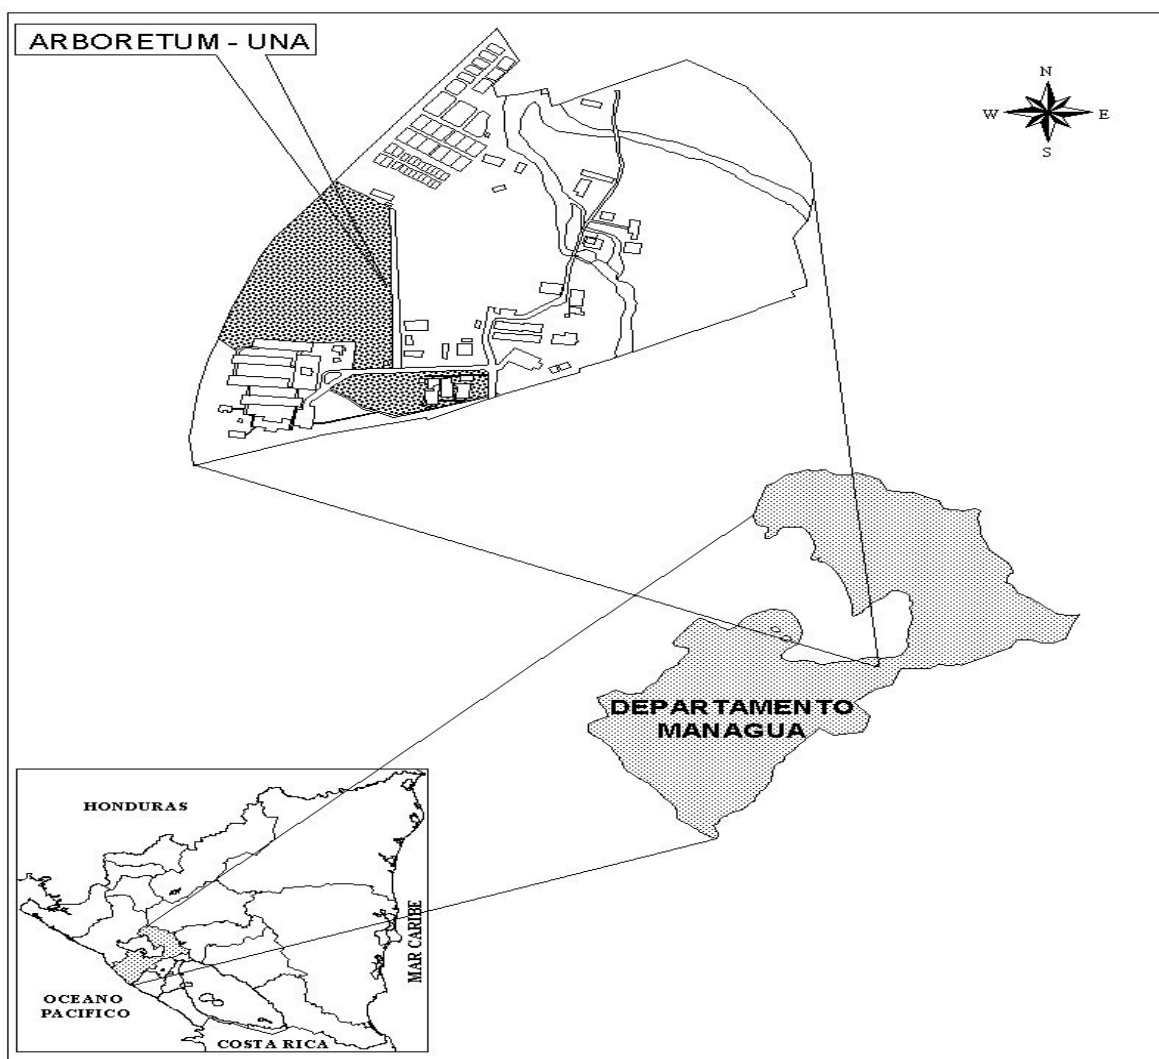 ARBORETUM - UNA
N
W E
S
DEPARTAMENTO
MANAGUA
HONDURAS
MAR CARIBE
OCEANO
PACIFICO
COSTA RICA